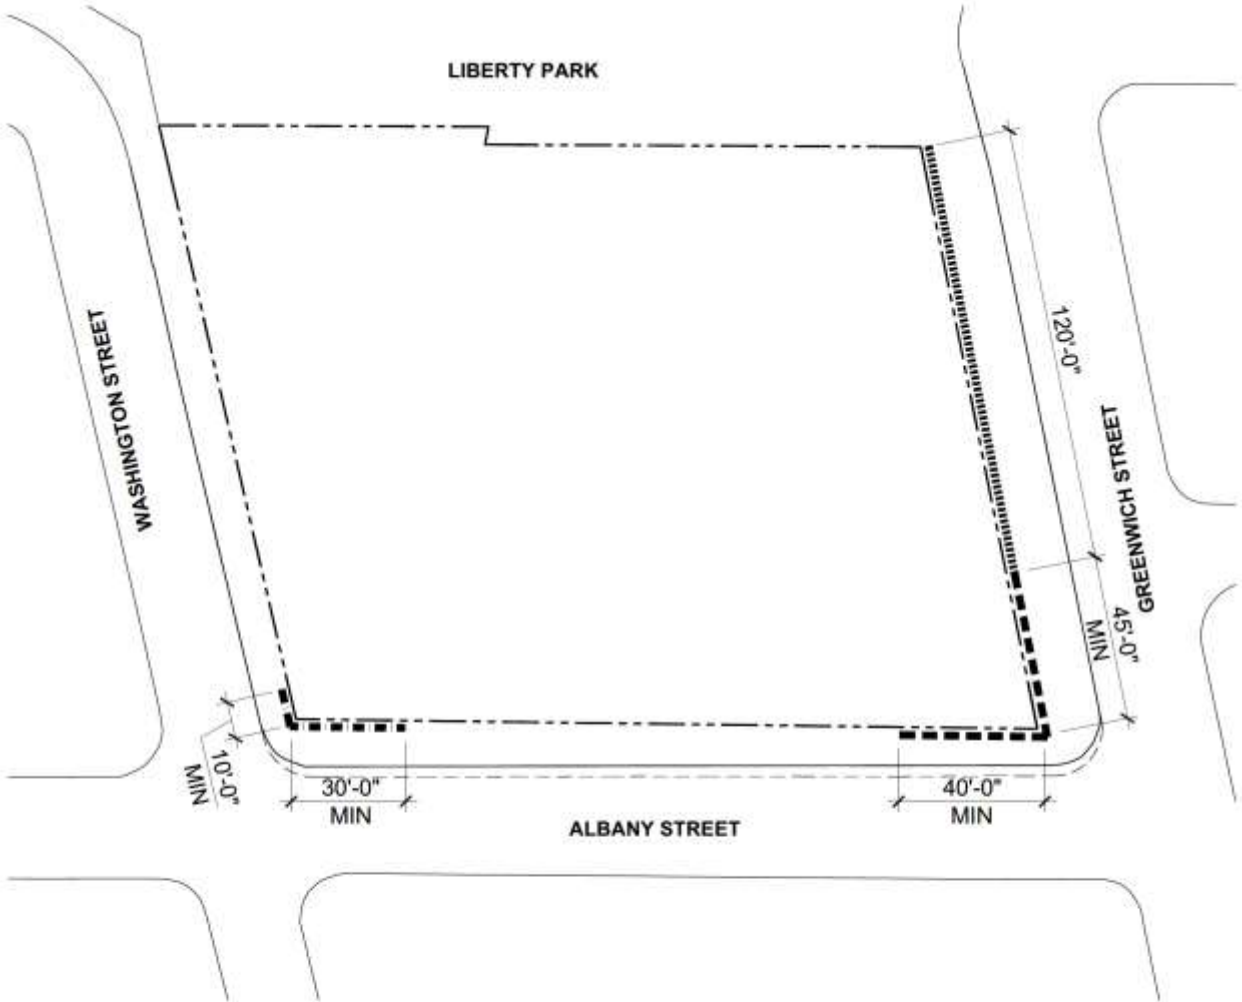 LIBERTY PARK
120'-0"
WASHINGTON STREET
GREENWICH STREET
45'-0"
MIN
10'-0"
MIN
30'-0"
MIN
40'-0"
MIN
ALBANY STREET